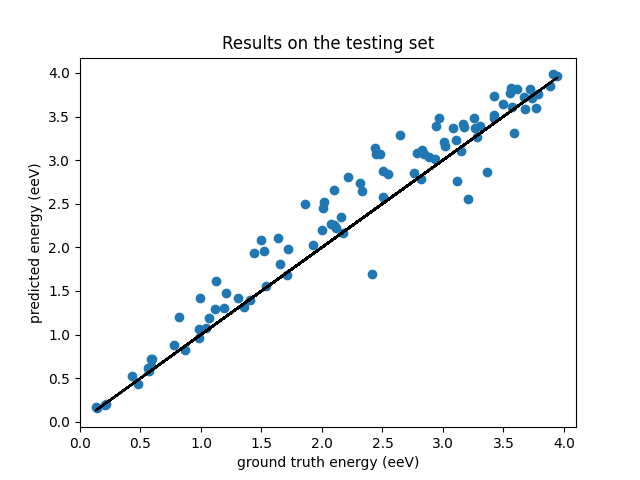 Results on the testing set
4.0
3.5
3.0
2.5
2.0
1.5
1.0
0.5
0.0
predicted energy (eeV)
0.0 0.5 1.0 1.5 2.0 2.5 3.0 3.5 4.0
ground truth energy (eeV)